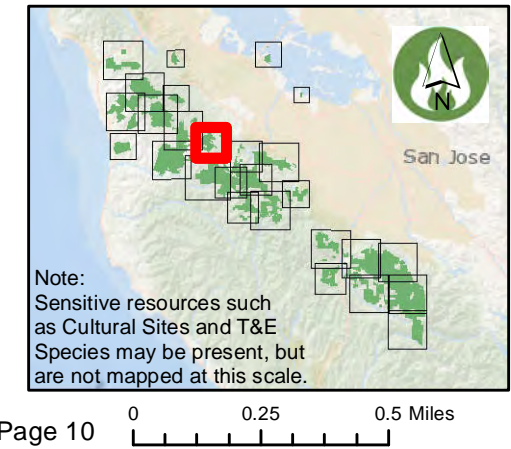 N
San Jose
Note:
Sensitive resources such
as Cultural Sites and T&E
Species may be present, but
are not mapped at this scale.
Page 10
0 0.25 0.5 Miles